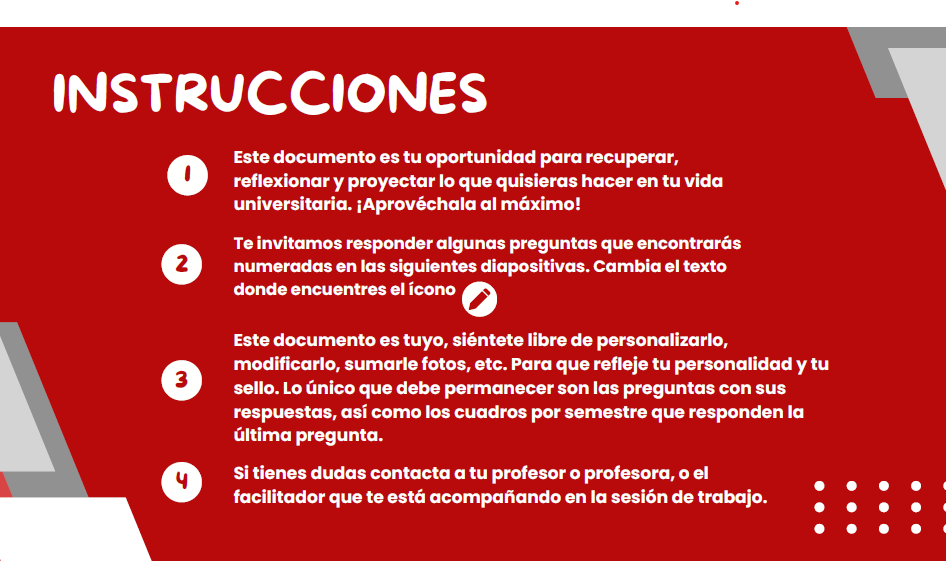 INSTRUCCIONES
1
Este documento es tu oportunidad para recuperar,
reflexionar y proyectar lo que quisieras hacer en tu vida
universitaria. ¡Aprovéchala al máximo!
2
Te invitamos responder algunas preguntas que encontrarás
numeradas en las siguientes diapositivas. Cambia el texto
donde encuentres el ícono
3
Este documento es tuyo, siéntete libre de personalizarlo,
modificarlo, sumarle fotos, etc. Para que refleje tu personalidad y tu
sello. Lo único que debe permanecer son las preguntas con sus
respuestas, así como los cuadros por semestre que responden la
última pregunta.
4
Si tienes dudas contacta a tu profesor o profesora, o el
facilitador que te está acompañando en la sesión de trabajo.